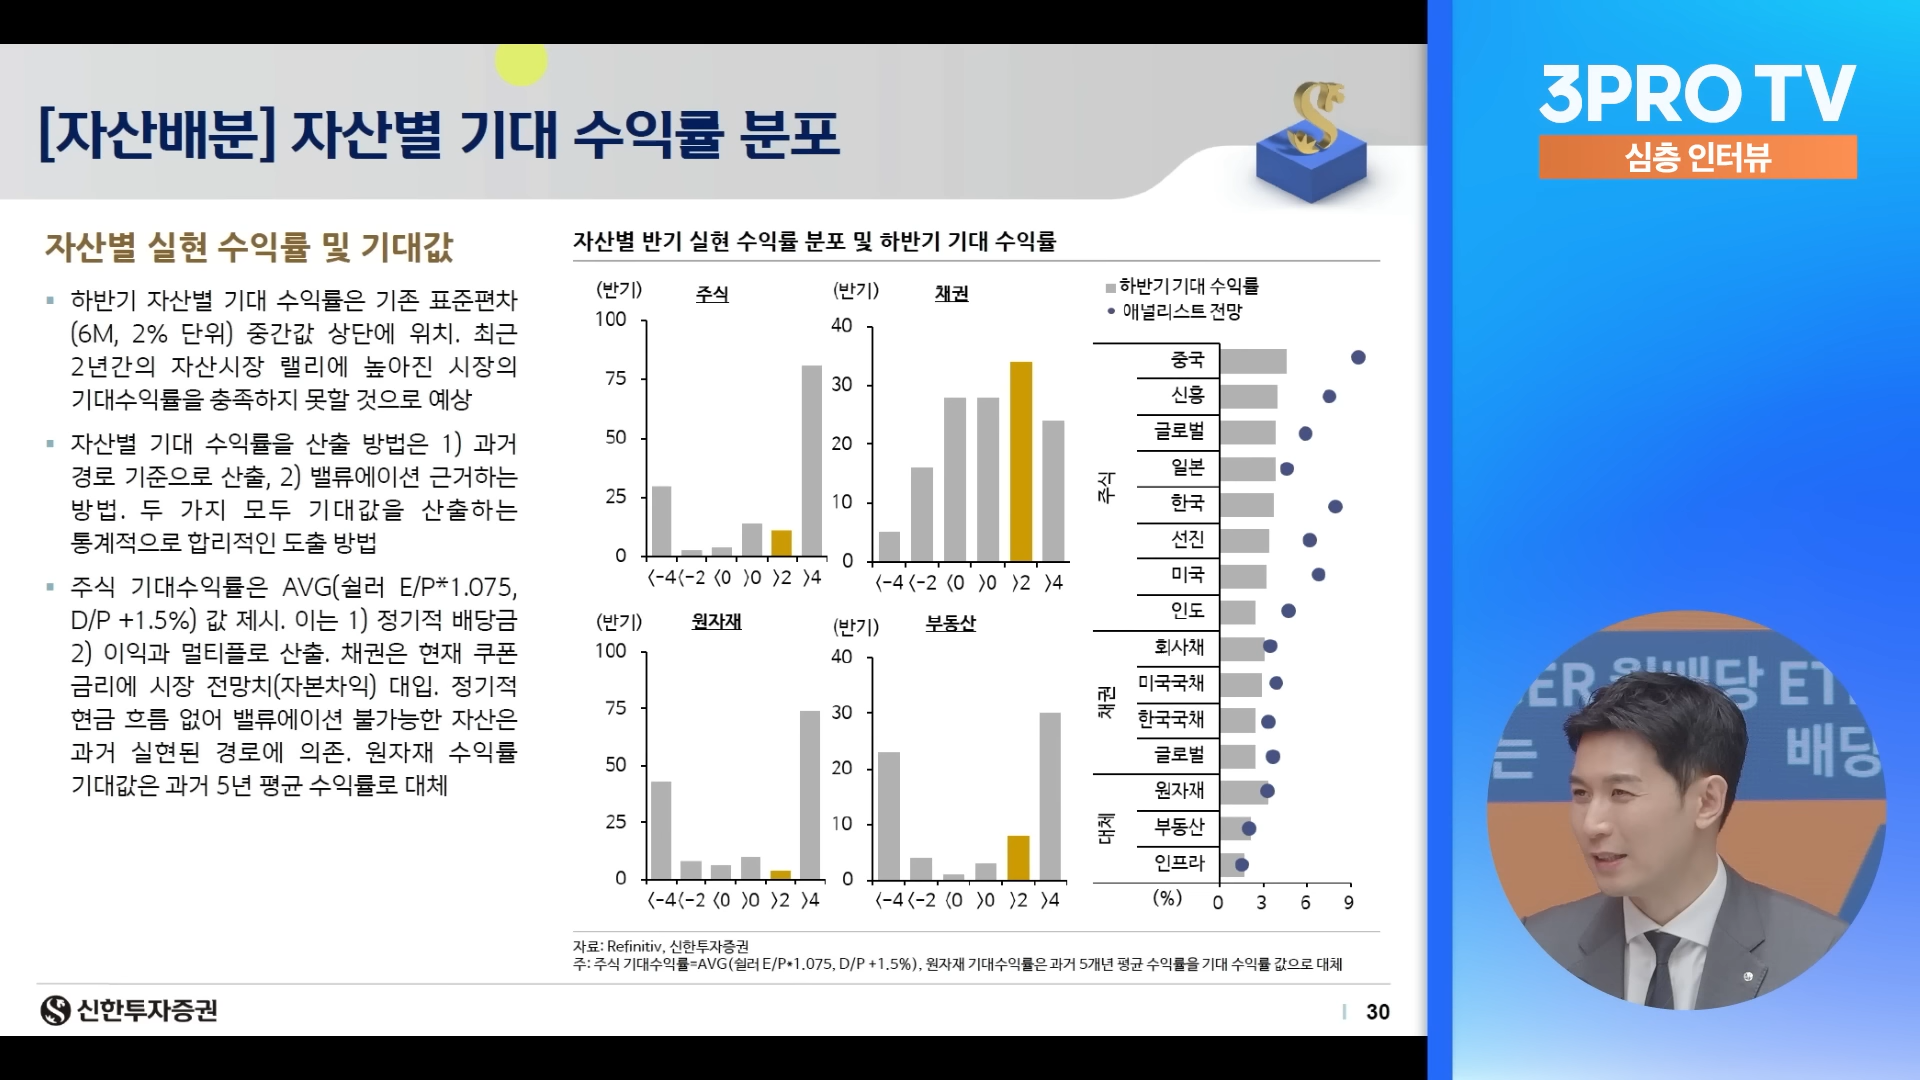 [자산배분] 자산별 기대 수익률 분포
자산별 실현 수익률 및 기대값
▪ 하반기 자산별 기대 수익률은 기존 표준편차
(6M, 2% 단위) 중간값 상단에 위치. 최근
2년간의 자산시장 랠리에 높아진 시장의
기대수익률을 충족하지 못할 것으로 예상
▪ 자산별 기대 수익률을 산출 방법은 1) 과거
경로 기준으로 산출, 2) 밸류에이션 근거하는
방법. 두 가지 모두 기대값을 산출하는
통계적으로 합리적인 도출 방법
▪ 주식 기대수익률은 AVG(쉴러 E/P*1.075,
D/P +1.5%) 값 제시. 이는 1) 정기적 배당금
2) 이익과 멀티플로 산출. 채권은 현재 쿠폰
금리에 시장 전망치(자본차익) 대입. 정기적
현금 흐름 없어 밸류에이션 불가능한 자산은
과거 실현된 경로에 의존. 원자재 수익률
기대값은 과거 5년 평균 수익률로 대체
자산별 반기 실현 수익률 분포 및 하반기 기대 수익률
(반기) 주식
100
75
50
25
0
<-4 <-2 <0 >0 >2 >4
(반기) 채권
40
30
20
10
0
<-4 <-2 <0 >0 >2 >4
(반기) 원자재
100
75
50
25
0
<-4 <-2 <0 >0 >2 >4
(반기) 부동산
40
30
20
10
0
<-4 <-2 <0 >0 >2 >4
■ 하반기 기대 수익률
• 애널리스트 전망
주식
중국
신흥
글로벌
일본
한국
선진
미국
인도
채권
회사채
미국국채
한국국채
글로벌
대체
원자재
부동산
인프라
(%) 0 3 6 9
자료: Refinitiv, 신한투자증권
주: 주식 기대수익률=AVG(쉴러 E/P*1.075, D/P +1.5%), 원자재 기대수익률은 과거 5개년 평균 수익률을 기대 수익률 값으로 대체
신한투자증권
30
3PRO TV
심층 인터뷰
월배당 ET
는 배당